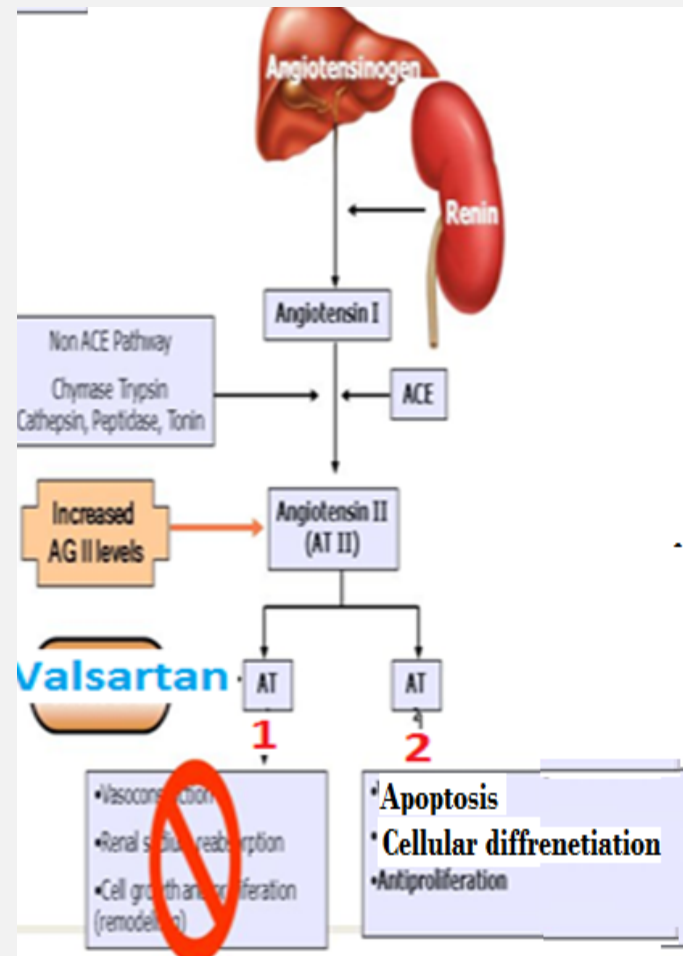 Angiotensinogen
Renin
Angiotensin I
Non ACE Pathway
Chymase Trypsin
Cathepsin, Peptidase, Tonin
ACE
Increased
AG II levels
Angiotensin II
(AT II)
Valsartan
AT
1
AT
2
•Vasoconstriction
•Renal sodium reabsorption
•Cell growth and proliferation
(remodeling)
•Apoptosis
•Cellular diffrenetiation
•Antiproliferation